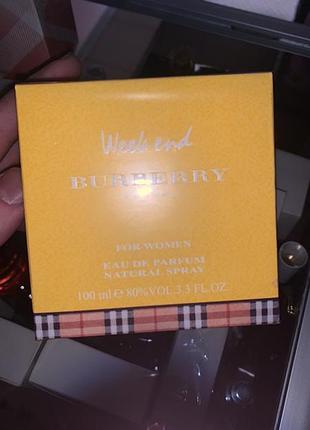 Week end
BURBERRY
FOR WOMEN
EAU DE PARFUM
NATURAL SPRAY
100 ml e 80%VOL 3.3 FL.OZ.